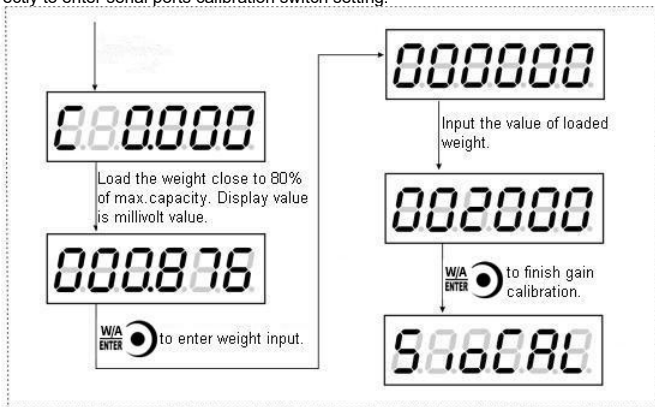 ectly to enter serial ports calibration switch setting.
C 0.000
Load the weight close to 80%
of max.capacity. Display value
is millivolt value.
000.876
W/A
ENTER
to enter weight input.
000000
Input the value of loaded
weight.
002000
W/A
ENTER
to finish gain
calibration.
S ioCAL